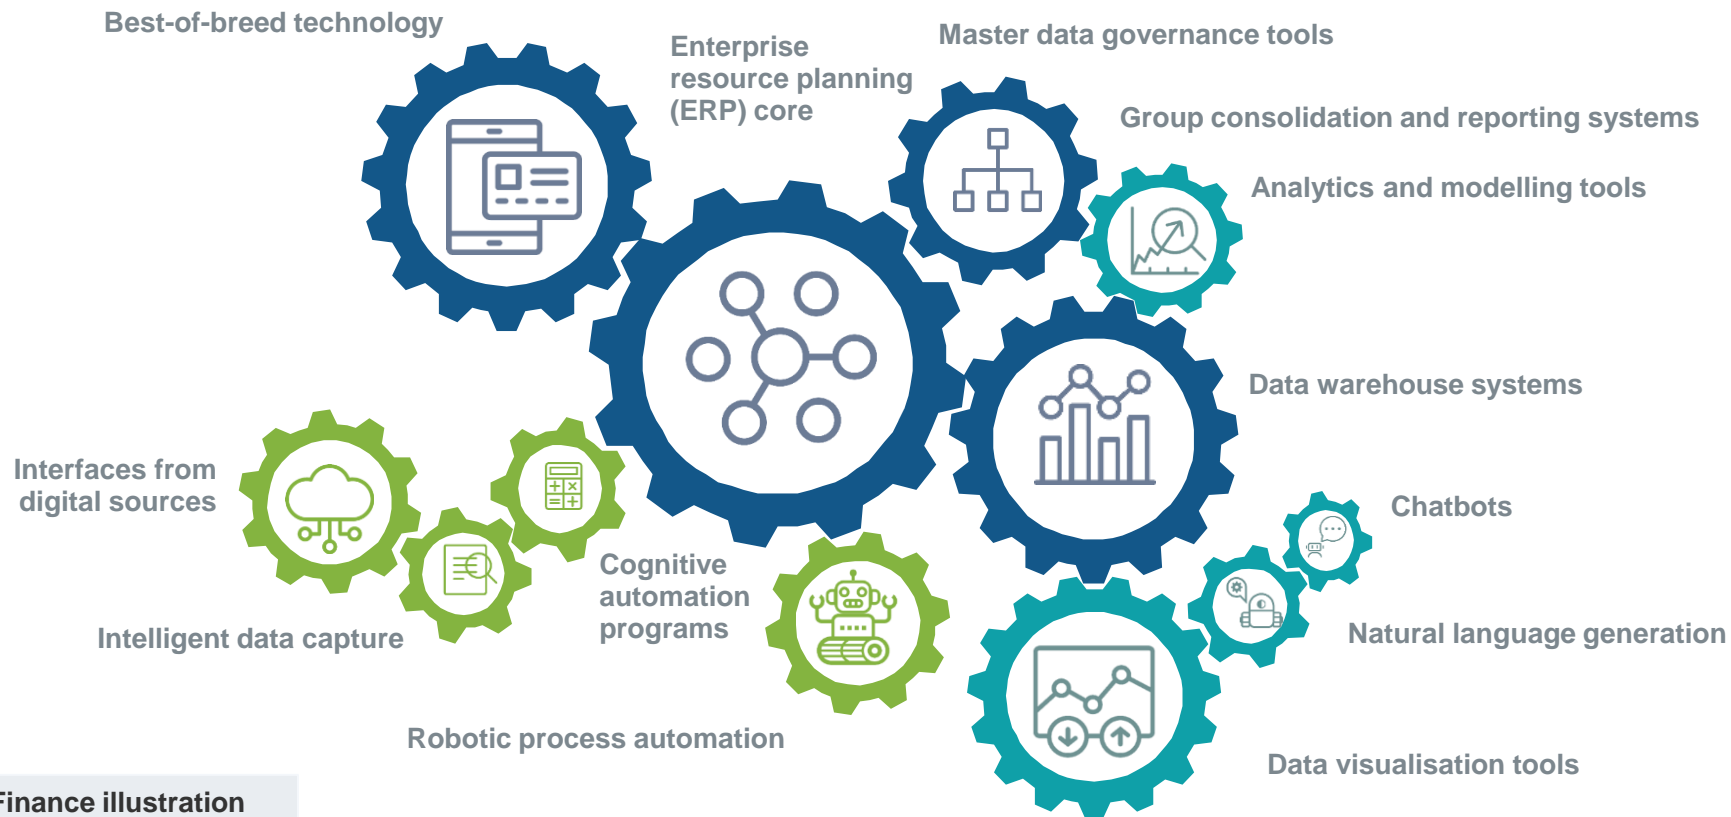 Best-of-breed technology
Enterprise
resource planning
(ERP) core
Master data governance tools
Group consolidation and reporting systems
Analytics and modelling tools
Data warehouse systems
Interfaces from
digital sources
Chatbots
Cognitive
automation
programs
Intelligent data capture
Natural language generation
Robotic process automation
Data visualisation tools
Finance illustration